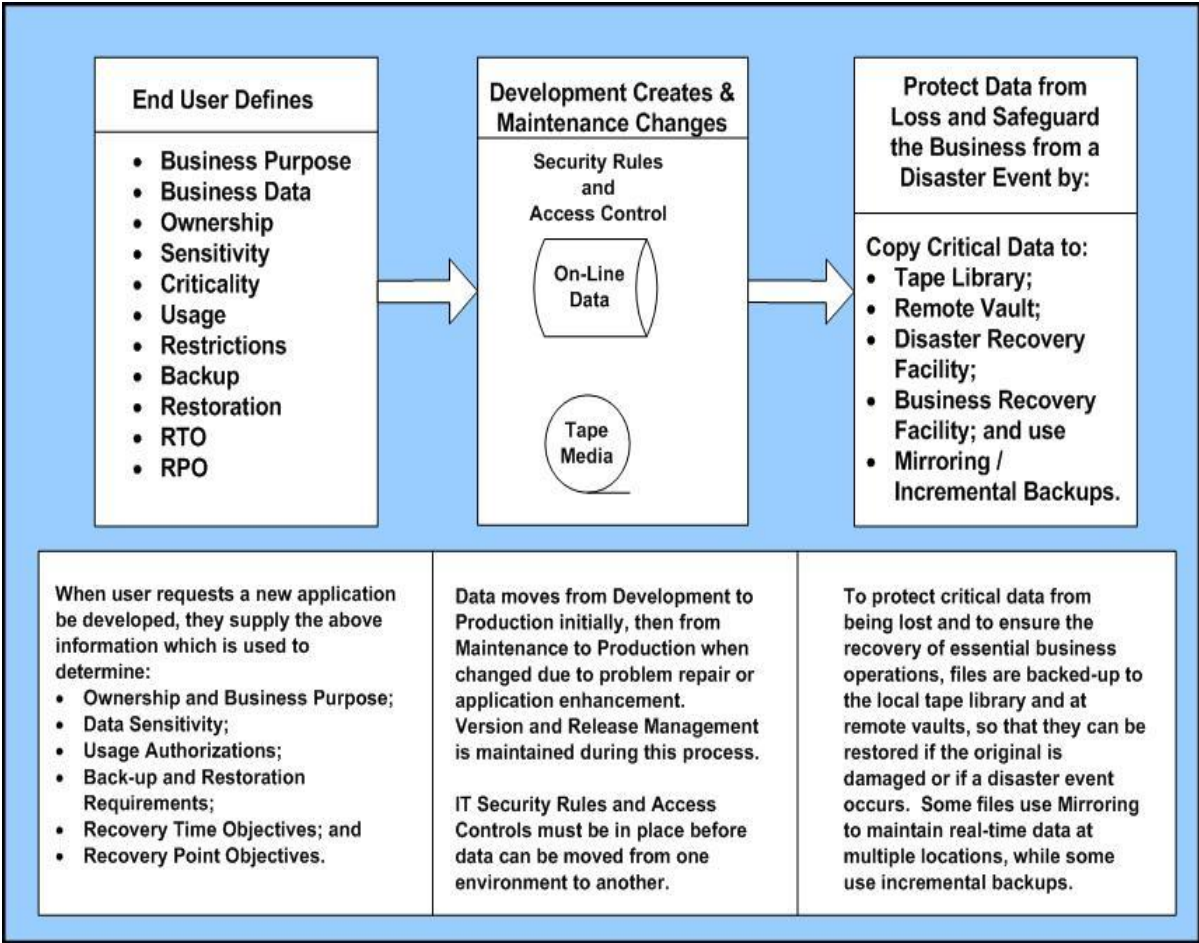 End User Defines
• Business Purpose
• Business Data
• Ownership
• Sensitivity
• Criticality
• Usage
• Restrictions
• Backup
• Restoration
• RTO
• RPO
Development Creates &
Maintenance Changes
Security Rules
and
Access Control
On-Line
Data
Tape
Media
Protect Data from
Loss and Safeguard
the Business from a
Disaster Event by:
Copy Critical Data to:
• Tape Library;
• Remote Vault;
• Disaster Recovery
Facility;
• Business Recovery
Facility; and use
• Mirroring /
Incremental Backups.
When user requests a new application
be developed, they supply the above
information which is used to
determine:
• Ownership and Business Purpose;
• Data Sensitivity;
• Usage Authorizations;
• Back-up and Restoration
Requirements;
• Recovery Time Objectives; and
• Recovery Point Objectives.
Data moves from Development to
Production initially, then from
Maintenance to Production when
changed due to problem repair or
application enhancement.
Version and Release Management
is maintained during this process.
IT Security Rules and Access
Controls must be in place before
data can be moved from one
environment to another.
To protect critical data from
being lost and to ensure the
recovery of essential business
operations, files are backed-up to
the local tape library and at
remote vaults, so that they can be
restored if the original is
damaged or if a disaster event
occurs. Some files use Mirroring
to maintain real-time data at
multiple locations, while some
use incremental backups.